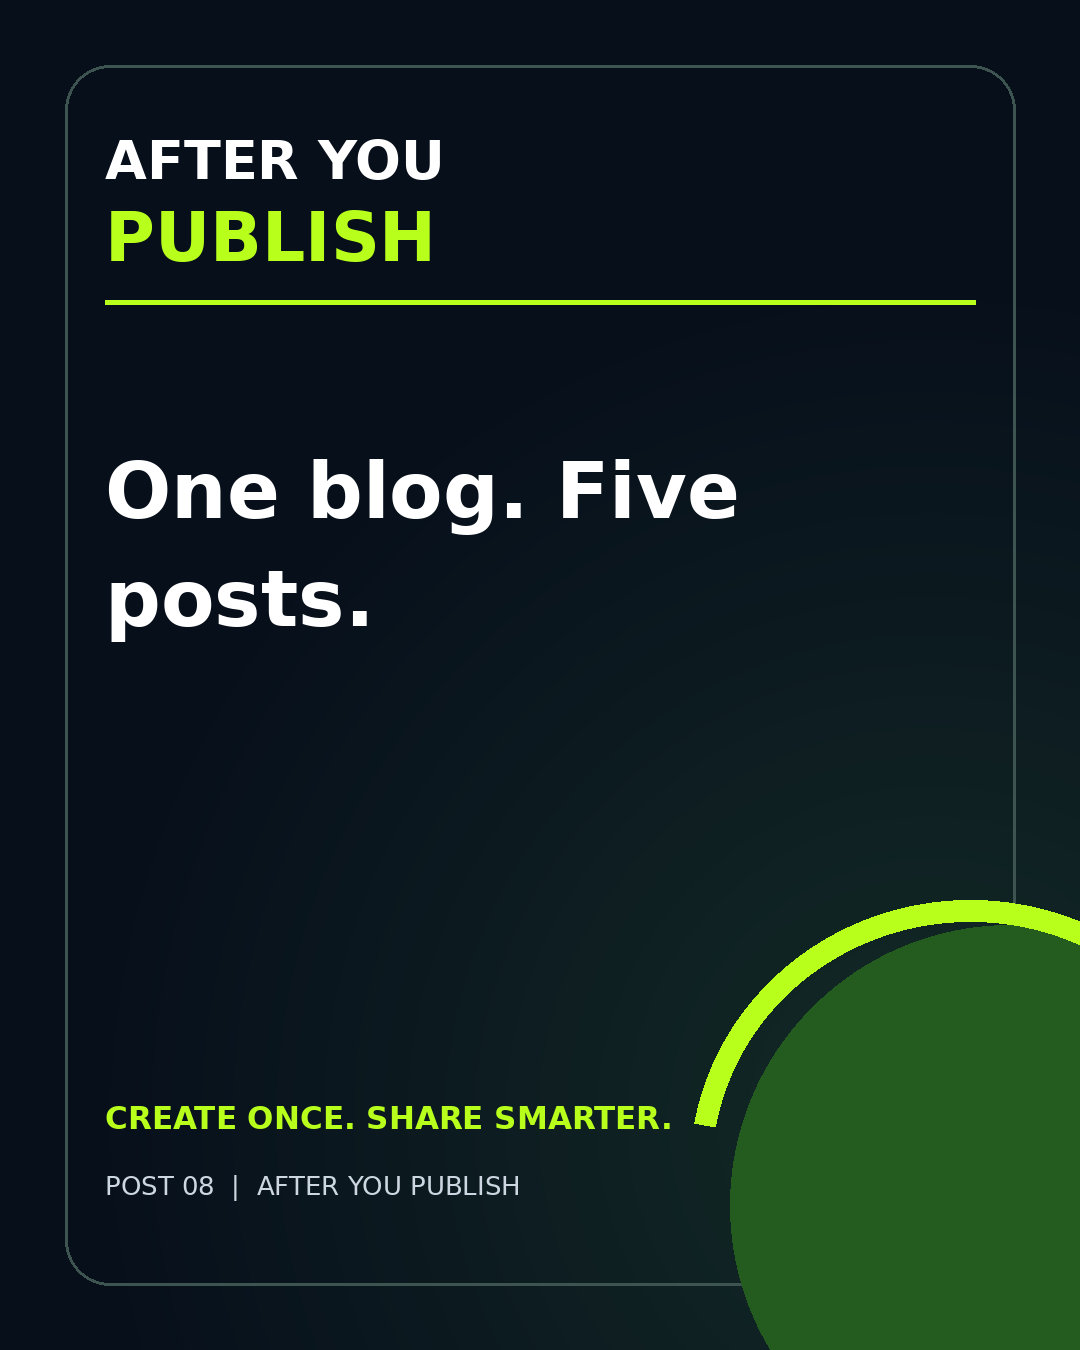 AFTER YOU
PUBLISH
One blog. Five
posts.
CREATE ONCE. SHARE SMARTER.
POST 08 | AFTER YOU PUBLISH